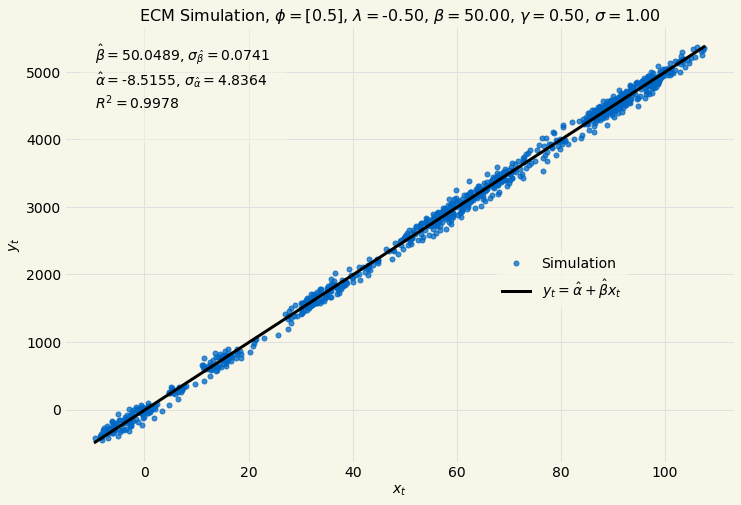 ECM Simulation, ϕ = [0.5], λ = -0.50, β = 50.00, γ = 0.50, σ = 1.00
β̂ = 50.0489, σ_β̂ = 0.0741
α̂ = -8.5155, σ_α̂ = 4.8364
R² = 0.9978
5000
4000
3000
2000
1000
0
y_t
Simulation
y_t = α̂ + β̂x_t
0 20 40 60 80 100
x_t